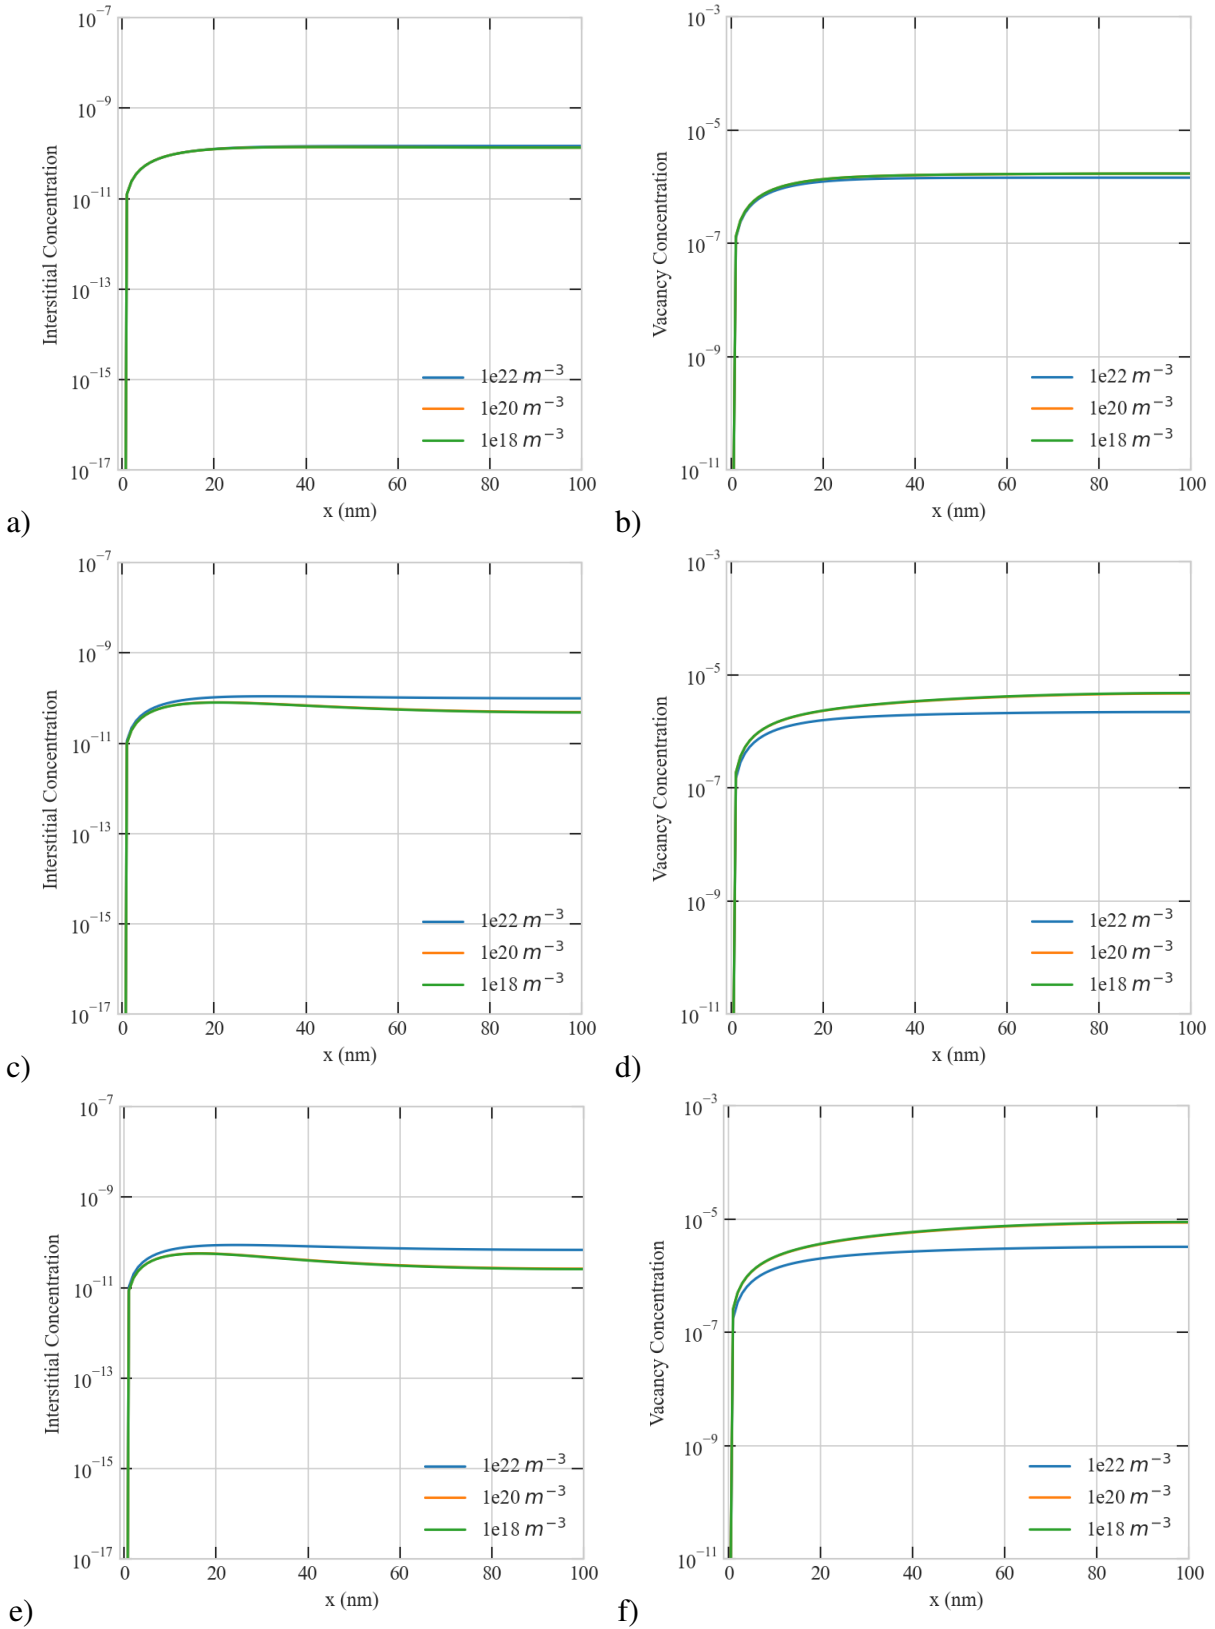 10⁻⁷
10⁻⁹
10⁻¹¹
10⁻¹³
10⁻¹⁵
10⁻¹⁷
Interstitial Concentration
1e22 m⁻³
1e20 m⁻³
1e18 m⁻³
0 20 40 60 80 100
x (nm)
a)
10⁻³
10⁻⁵
10⁻⁷
10⁻⁹
10⁻¹¹
Vacancy Concentration
1e22 m⁻³
1e20 m⁻³
1e18 m⁻³
0 20 40 60 80 100
x (nm)
b)
10⁻⁷
10⁻⁹
10⁻¹¹
10⁻¹³
10⁻¹⁵
10⁻¹⁷
Interstitial Concentration
1e22 m⁻³
1e20 m⁻³
1e18 m⁻³
0 20 40 60 80 100
x (nm)
c)
10⁻³
10⁻⁵
10⁻⁷
10⁻⁹
10⁻¹¹
Vacancy Concentration
1e22 m⁻³
1e20 m⁻³
1e18 m⁻³
0 20 40 60 80 100
x (nm)
d)
10⁻⁷
10⁻⁹
10⁻¹¹
10⁻¹³
10⁻¹⁵
10⁻¹⁷
Interstitial Concentration
1e22 m⁻³
1e20 m⁻³
1e18 m⁻³
0 20 40 60 80 100
x (nm)
e)
10⁻³
10⁻⁵
10⁻⁷
10⁻⁹
10⁻¹¹
Vacancy Concentration
1e22 m⁻³
1e20 m⁻³
1e18 m⁻³
0 20 40 60 80 100
x (nm)
f)